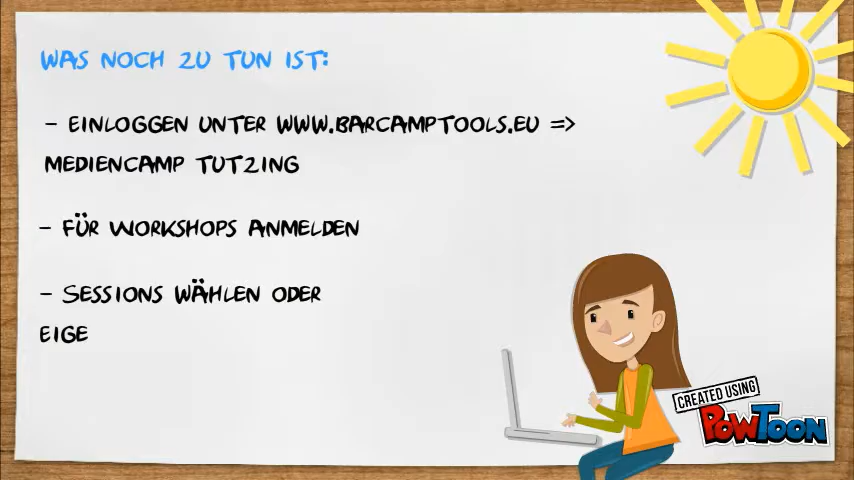 WAS NOCH ZU TUN IST:
- EINLOGGEN UNTER WWW.BARCAMPTOOLS.EU =>
MEDIENCAMP TUTZING
- FÜR WORKSHOPS ANMELDEN
- SESSIONS WÄHLEN ODER
EIGE
CREATED USING
POWTOON